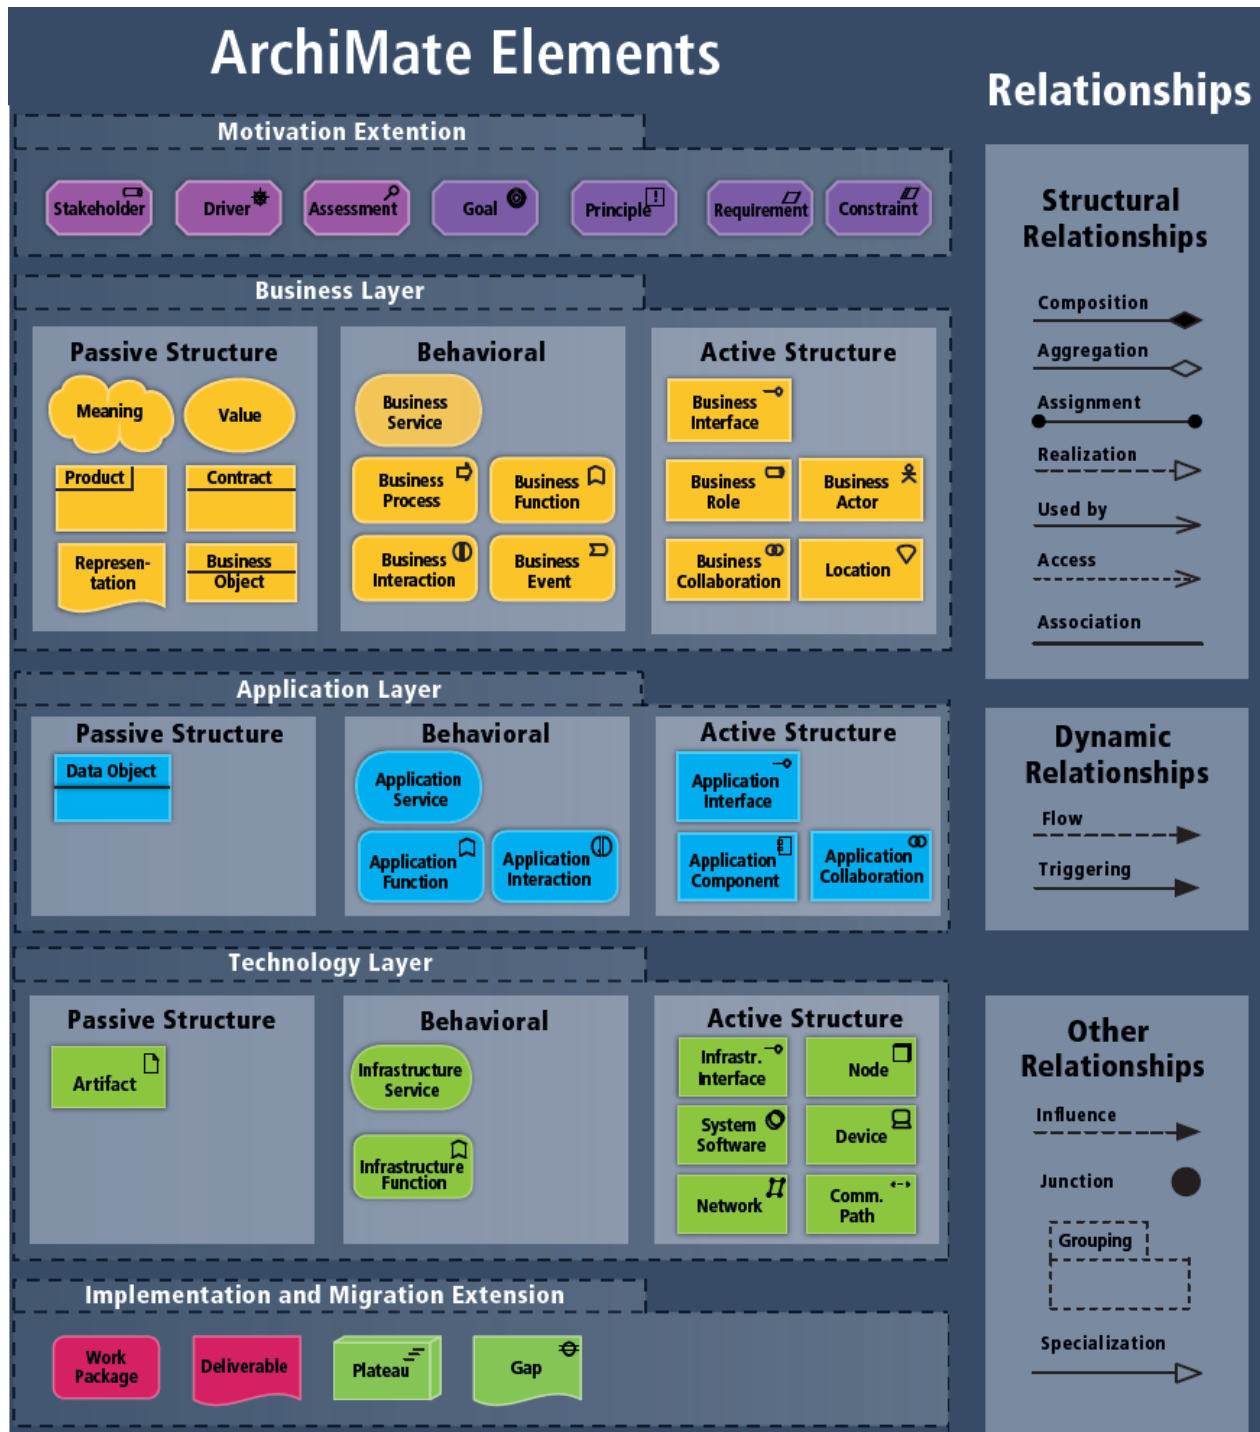 ArchiMate Elements
Motivation Extention
Stakeholder
Driver
Assessment
Goal
Principle
Requirement
Constraint
Business Layer
Passive Structure
Meaning
Value
Product
Contract
Represen-
tation
Business
Object
Behavioral
Business
Service
Business
Process
Business
Function
Business
Interaction
Business
Event
Active Structure
Business
Interface
Business
Role
Business
Actor
Business
Collaboration
Location
Application Layer
Passive Structure
Data Object
Behavioral
Application
Service
Application
Function
Application
Interaction
Active Structure
Application
Interface
Application
Component
Application
Collaboration
Technology Layer
Passive Structure
Artifact
Behavioral
Infrastructure
Service
Infrastructure
Function
Active Structure
Infrastr.
Interface
Node
System
Software
Device
Network
Comm.
Path
Implementation and Migration Extension
Work
Package
Deliverable
Plateau
Gap
Relationships
Structural
Relationships
Composition
Aggregation
Assignment
Realization
Used by
Access
Association
Dynamic
Relationships
Flow
Triggering
Other
Relationships
Influence
Junction
Grouping
Specialization